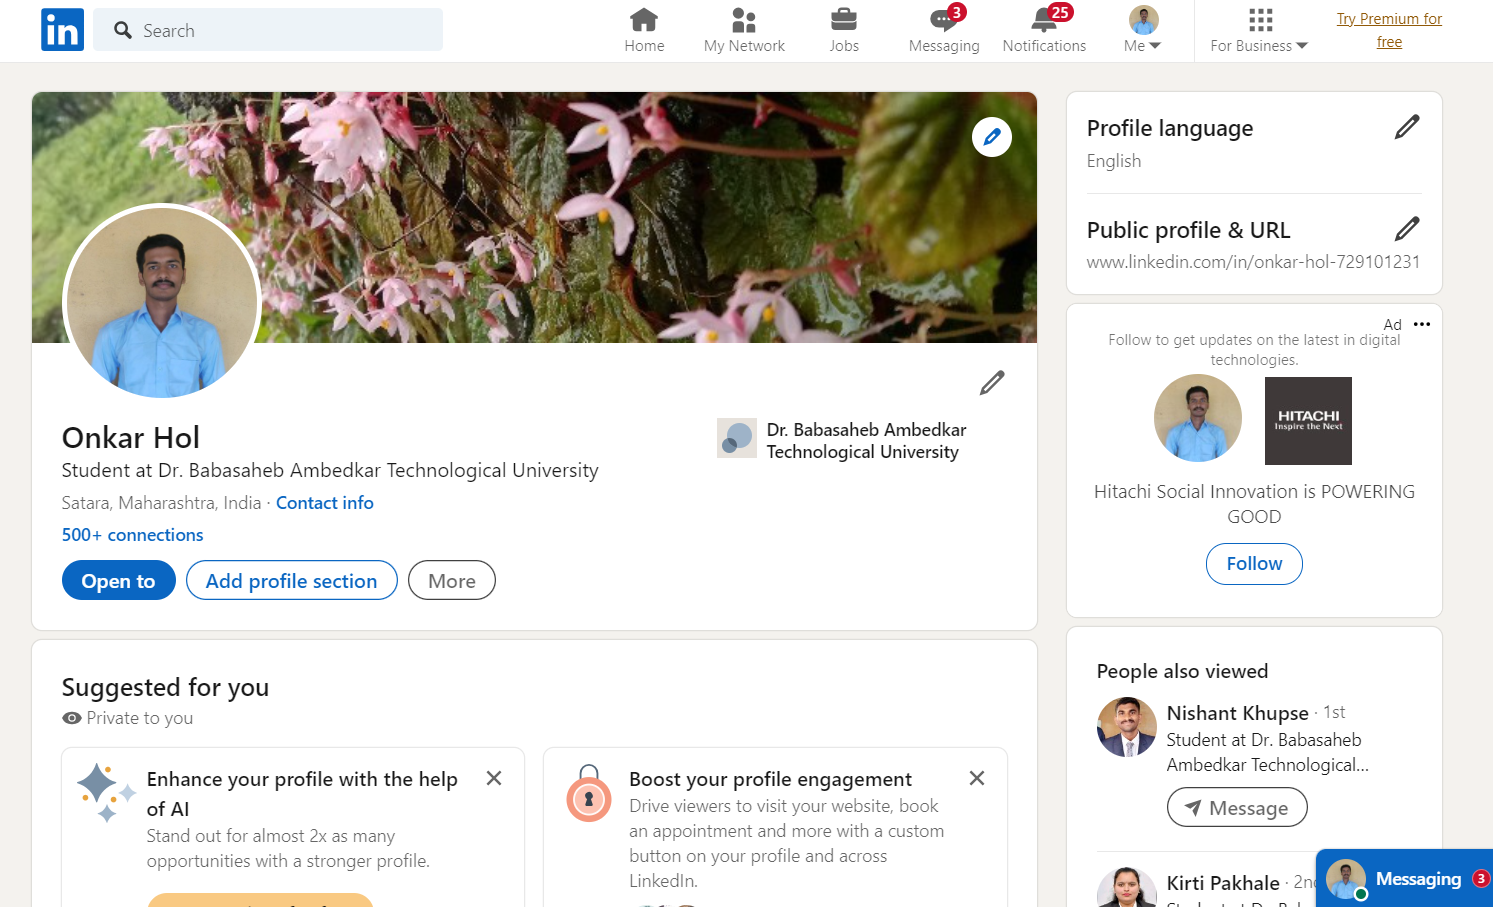 in
Search
Home
My Network
Jobs
3
Messaging
25
Notifications
Me
For Business
Try Premium for
free
Profile language
English
Public profile & URL
www.linkedin.com/in/onkar-hol-729101231
Onkar Hol
Student at Dr. Babasaheb Ambedkar Technological University
Satara, Maharashtra, India · Contact info
500+ connections
Open to
Add profile section
More
Dr. Babasaheb Ambedkar
Technological University
Ad
Follow to get updates on the latest in digital
technologies.
HITACHI
Inspire the Next
Hitachi Social Innovation is POWERING
GOOD
Follow
Suggested for you
Private to you
Enhance your profile with the help
of AI
Stand out for almost 2x as many
opportunities with a stronger profile.
Boost your profile engagement
Drive viewers to visit your website, book
an appointment and more with a custom
button on your profile and across
LinkedIn.
People also viewed
Nishant Khupse · 1st
Student at Dr. Babasaheb
Ambedkar Technological...
Message
Kirti Pakhale
Messaging
3